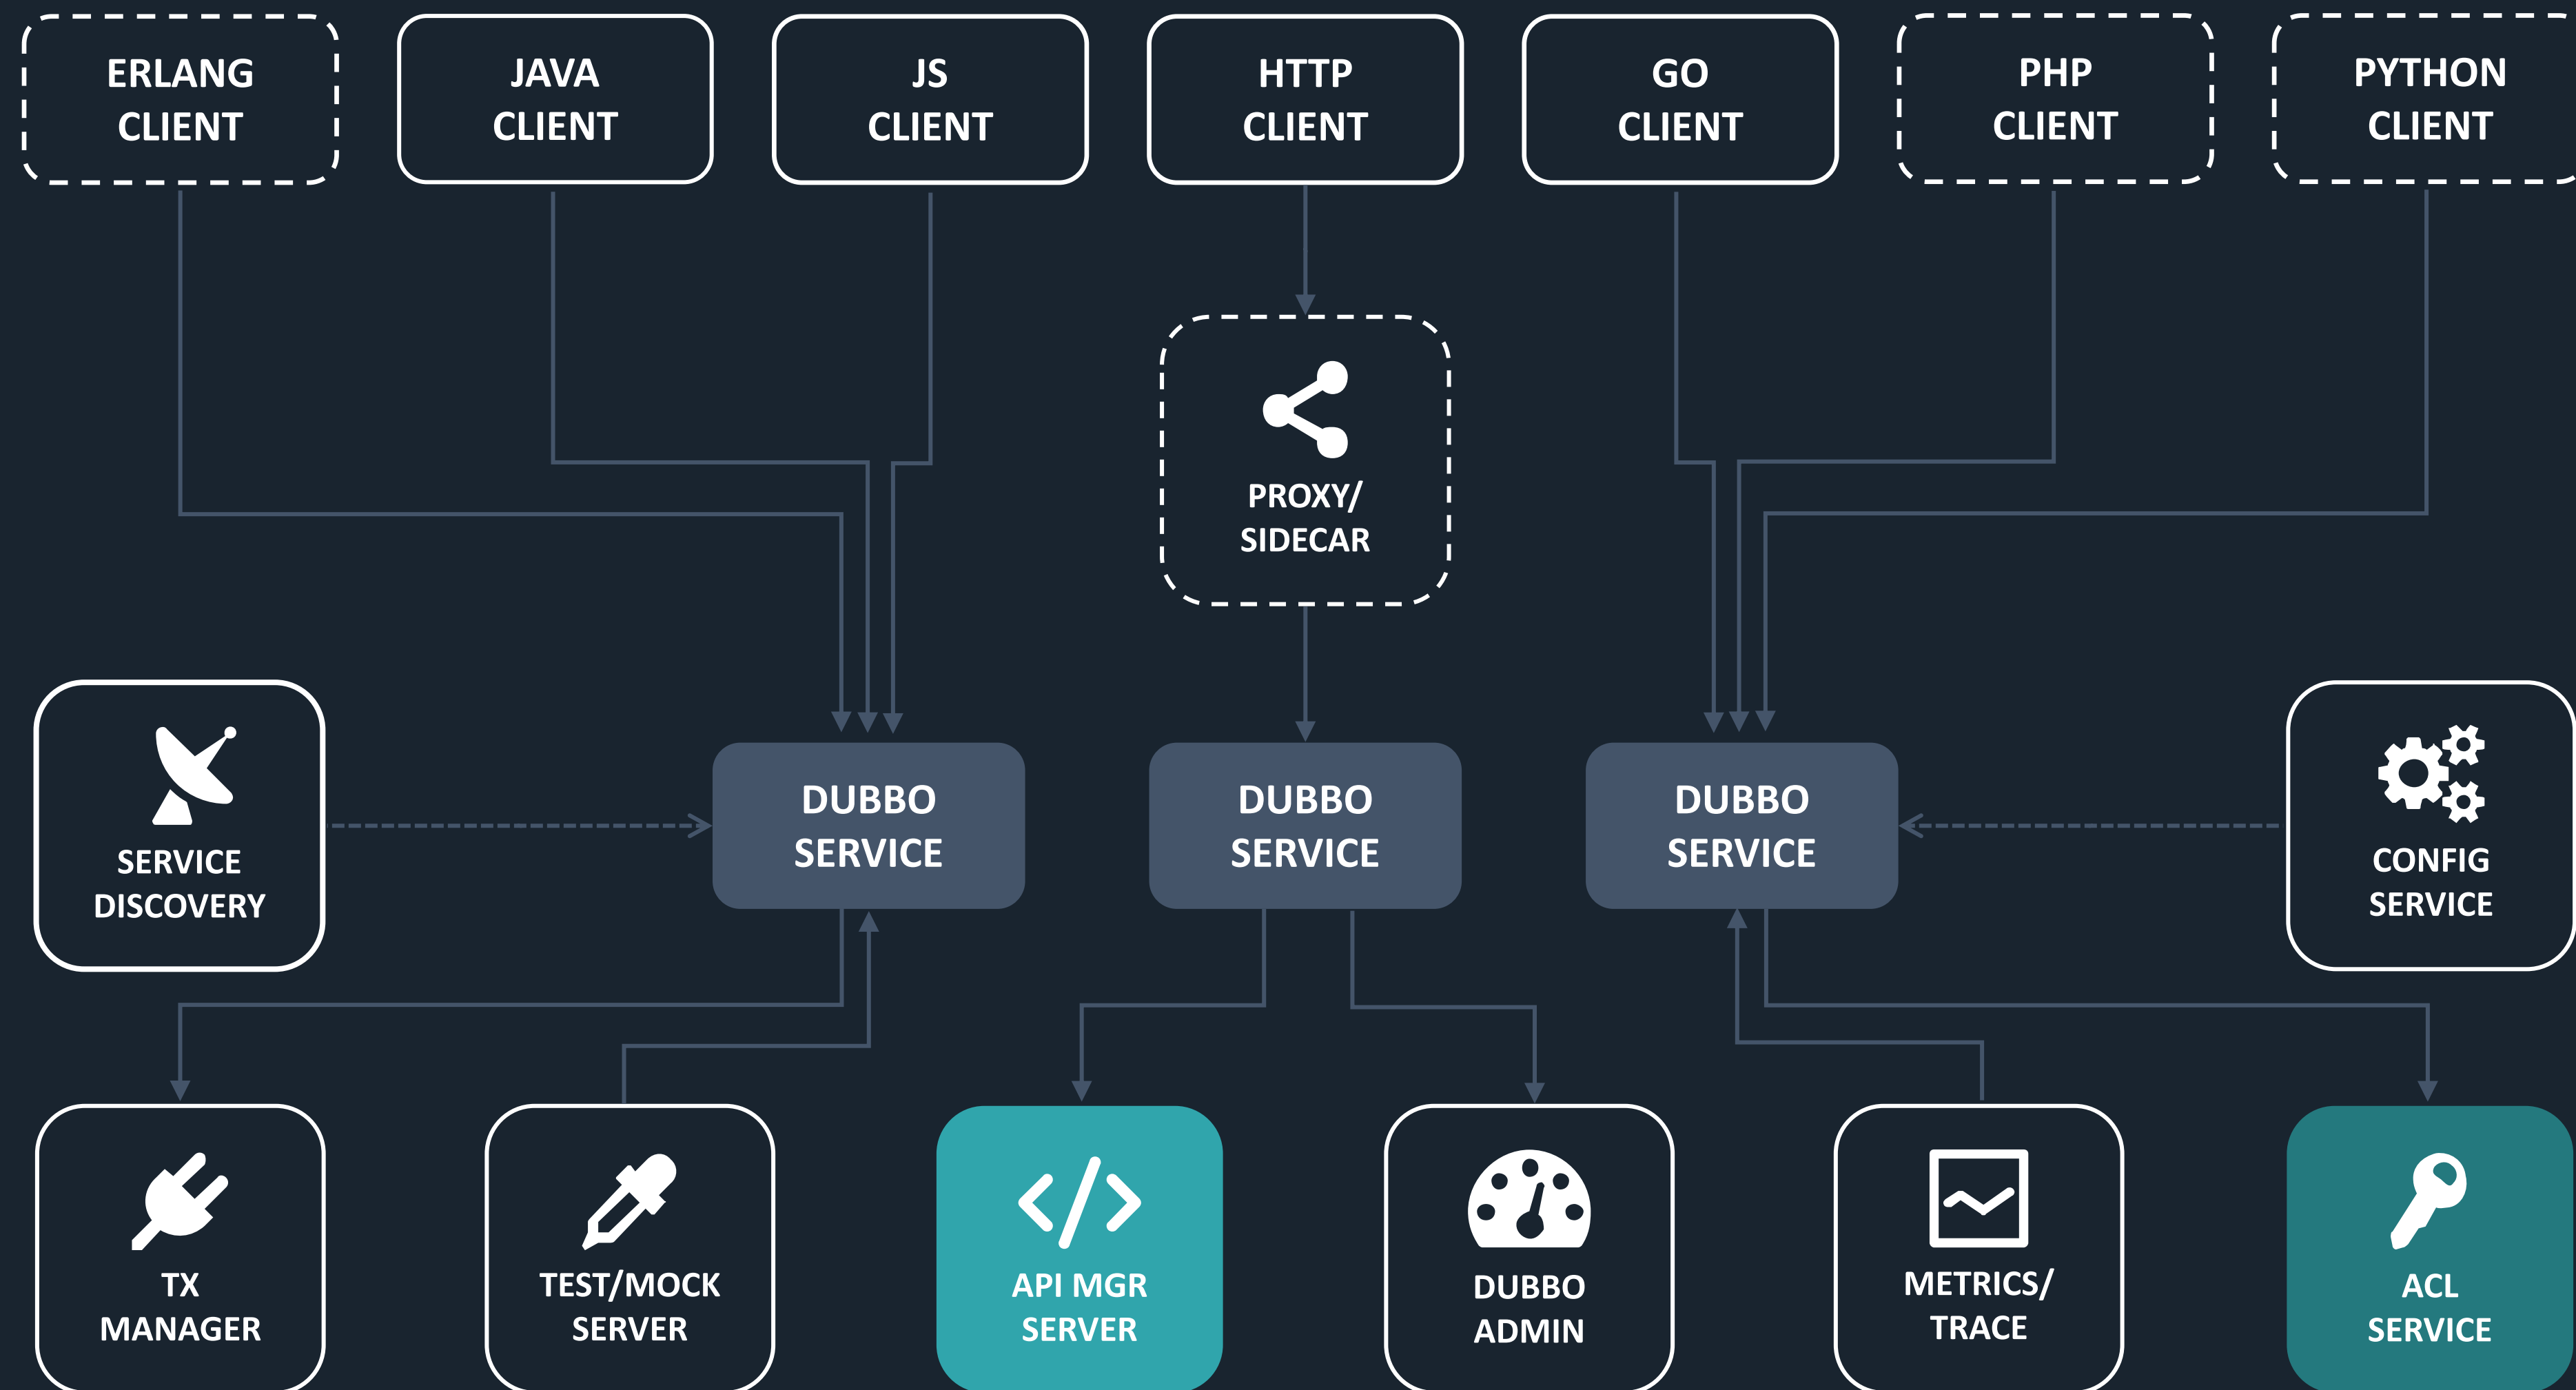 ERLANG
CLIENT
JAVA
CLIENT
JS
CLIENT
HTTP
CLIENT
GO
CLIENT
PHP
CLIENT
PYTHON
CLIENT
PROXY/
SIDECAR
SERVICE
DISCOVERY
DUBBO
SERVICE
DUBBO
SERVICE
DUBBO
SERVICE
CONFIG
SERVICE
TX
MANAGER
TEST/MOCK
SERVER
API MGR
SERVER
DUBBO
ADMIN
METRICS/
TRACE
ACL
SERVICE